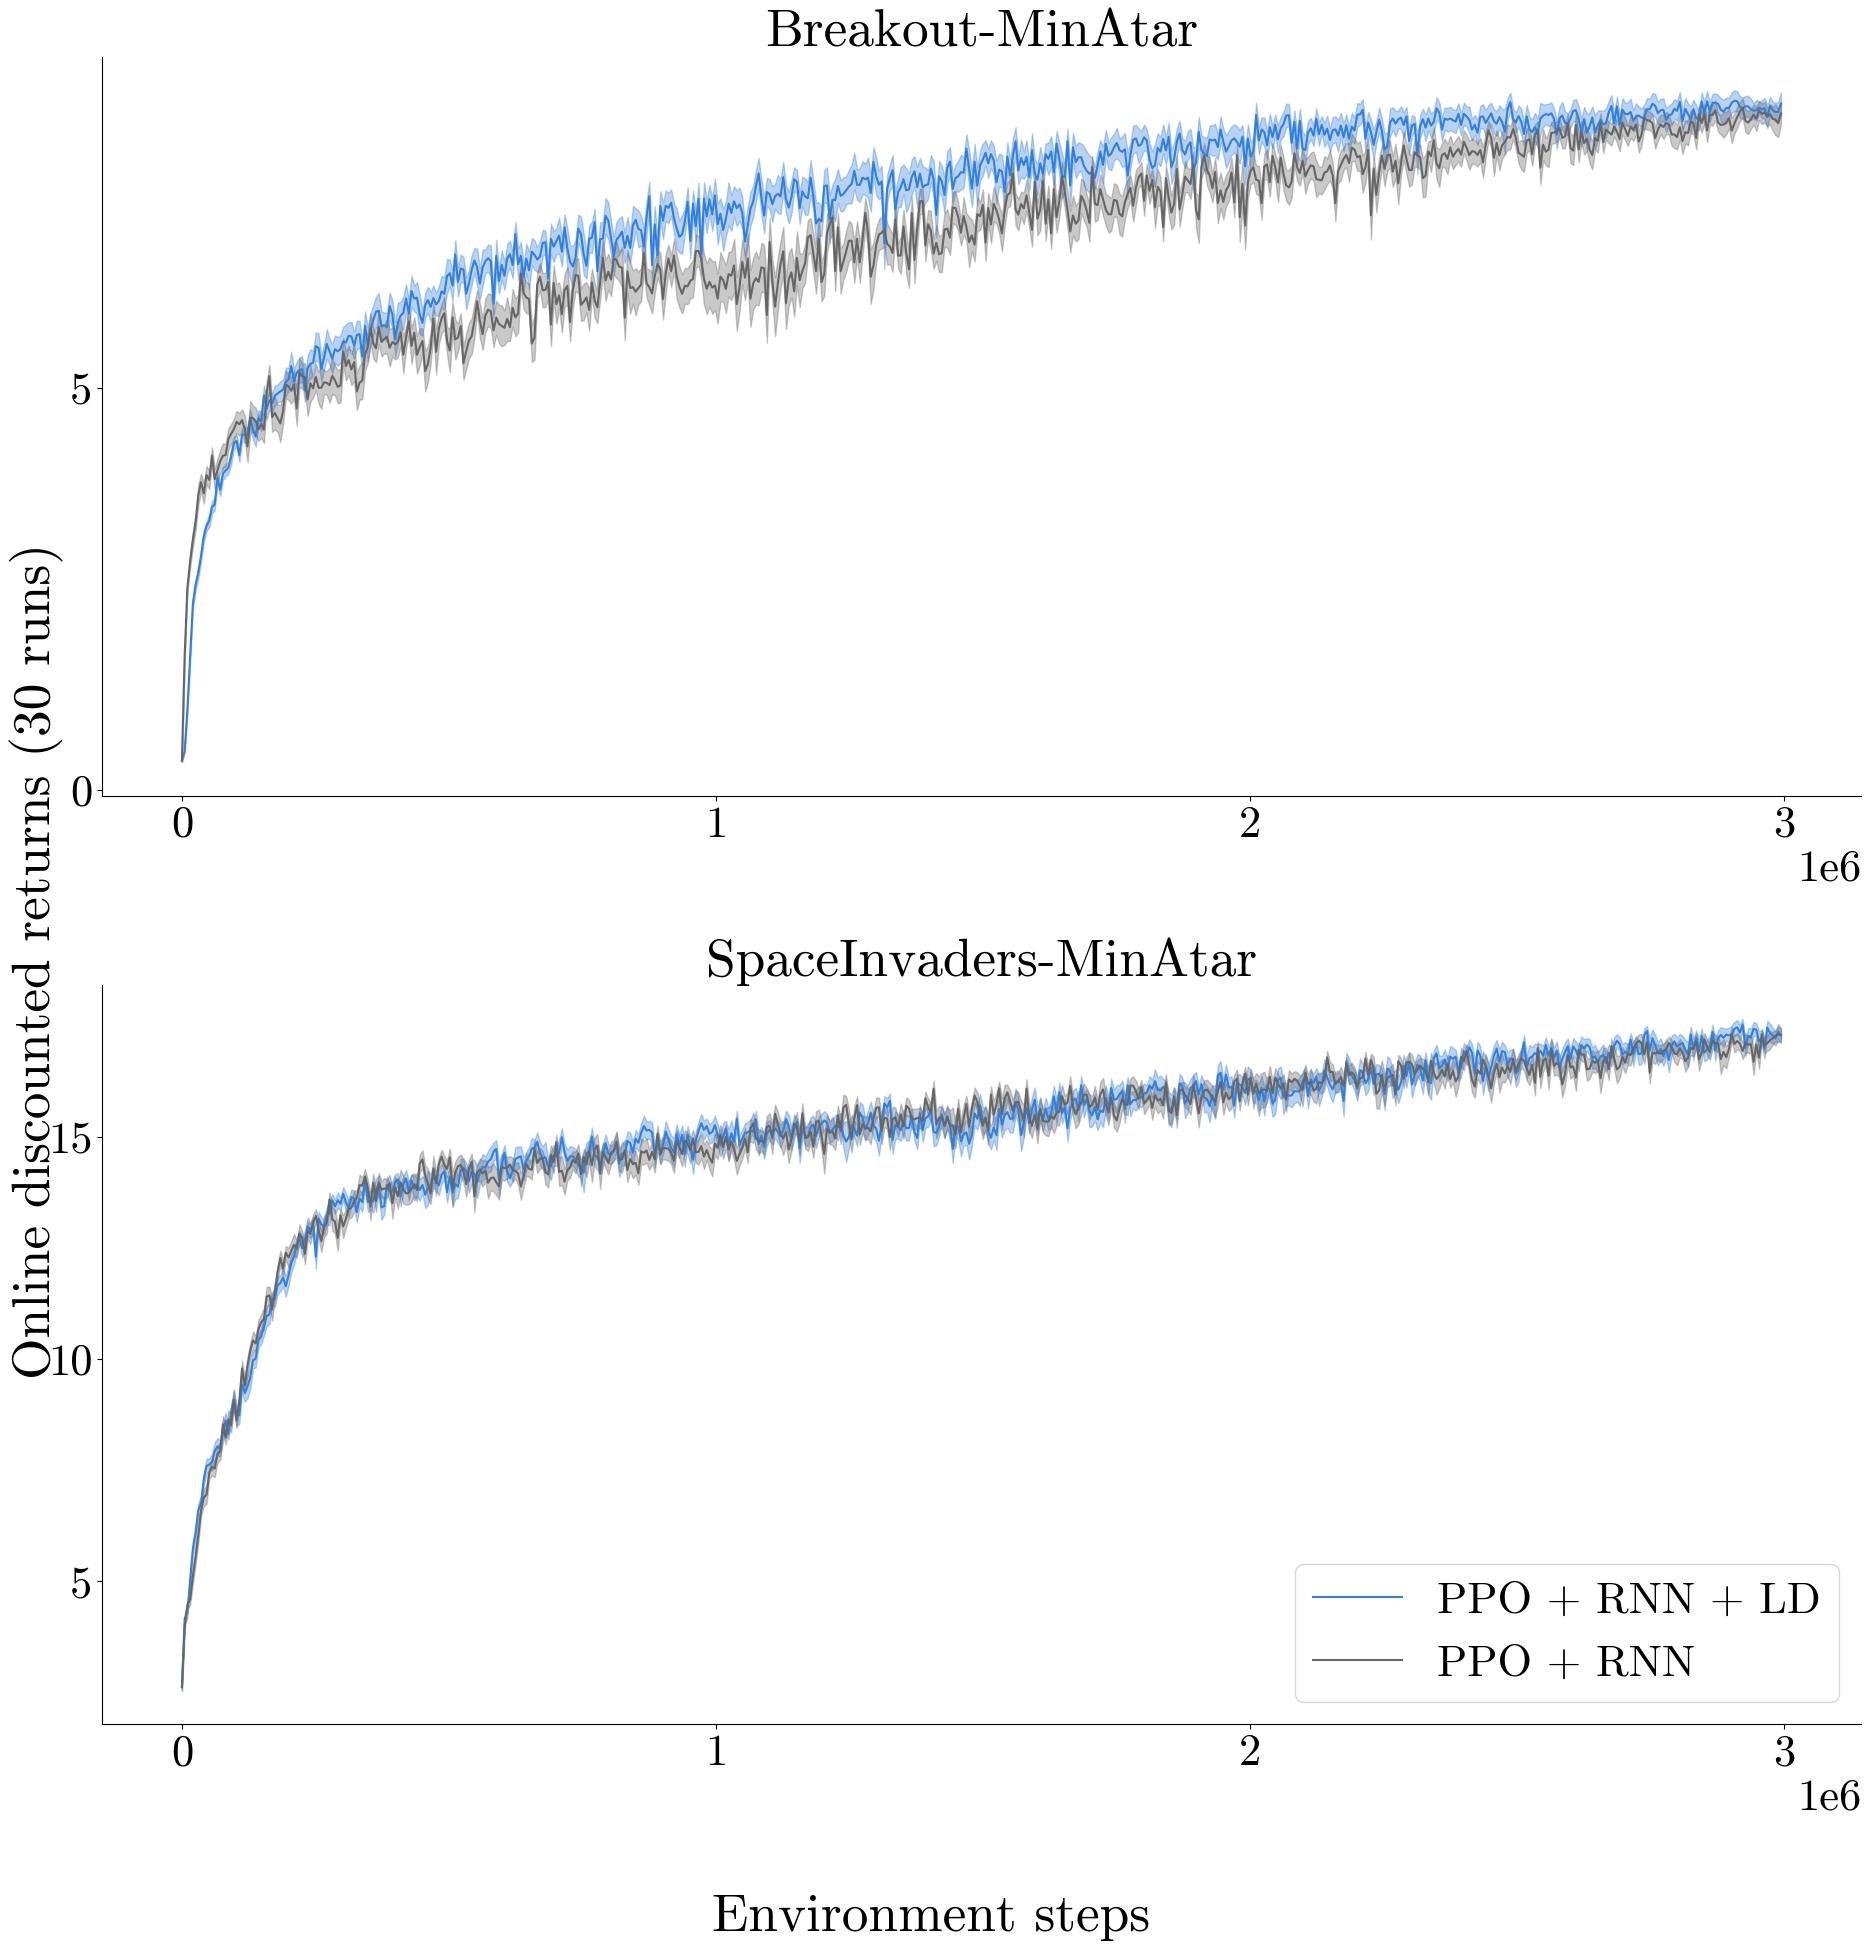 Breakout-MinAtar
5
0
0 1 2 3
1e6
Online discounted returns (30 runs)
SpaceInvaders-MinAtar
15
10
5
PPO + RNN + LD
PPO + RNN
0 1 2 3
1e6
Environment steps